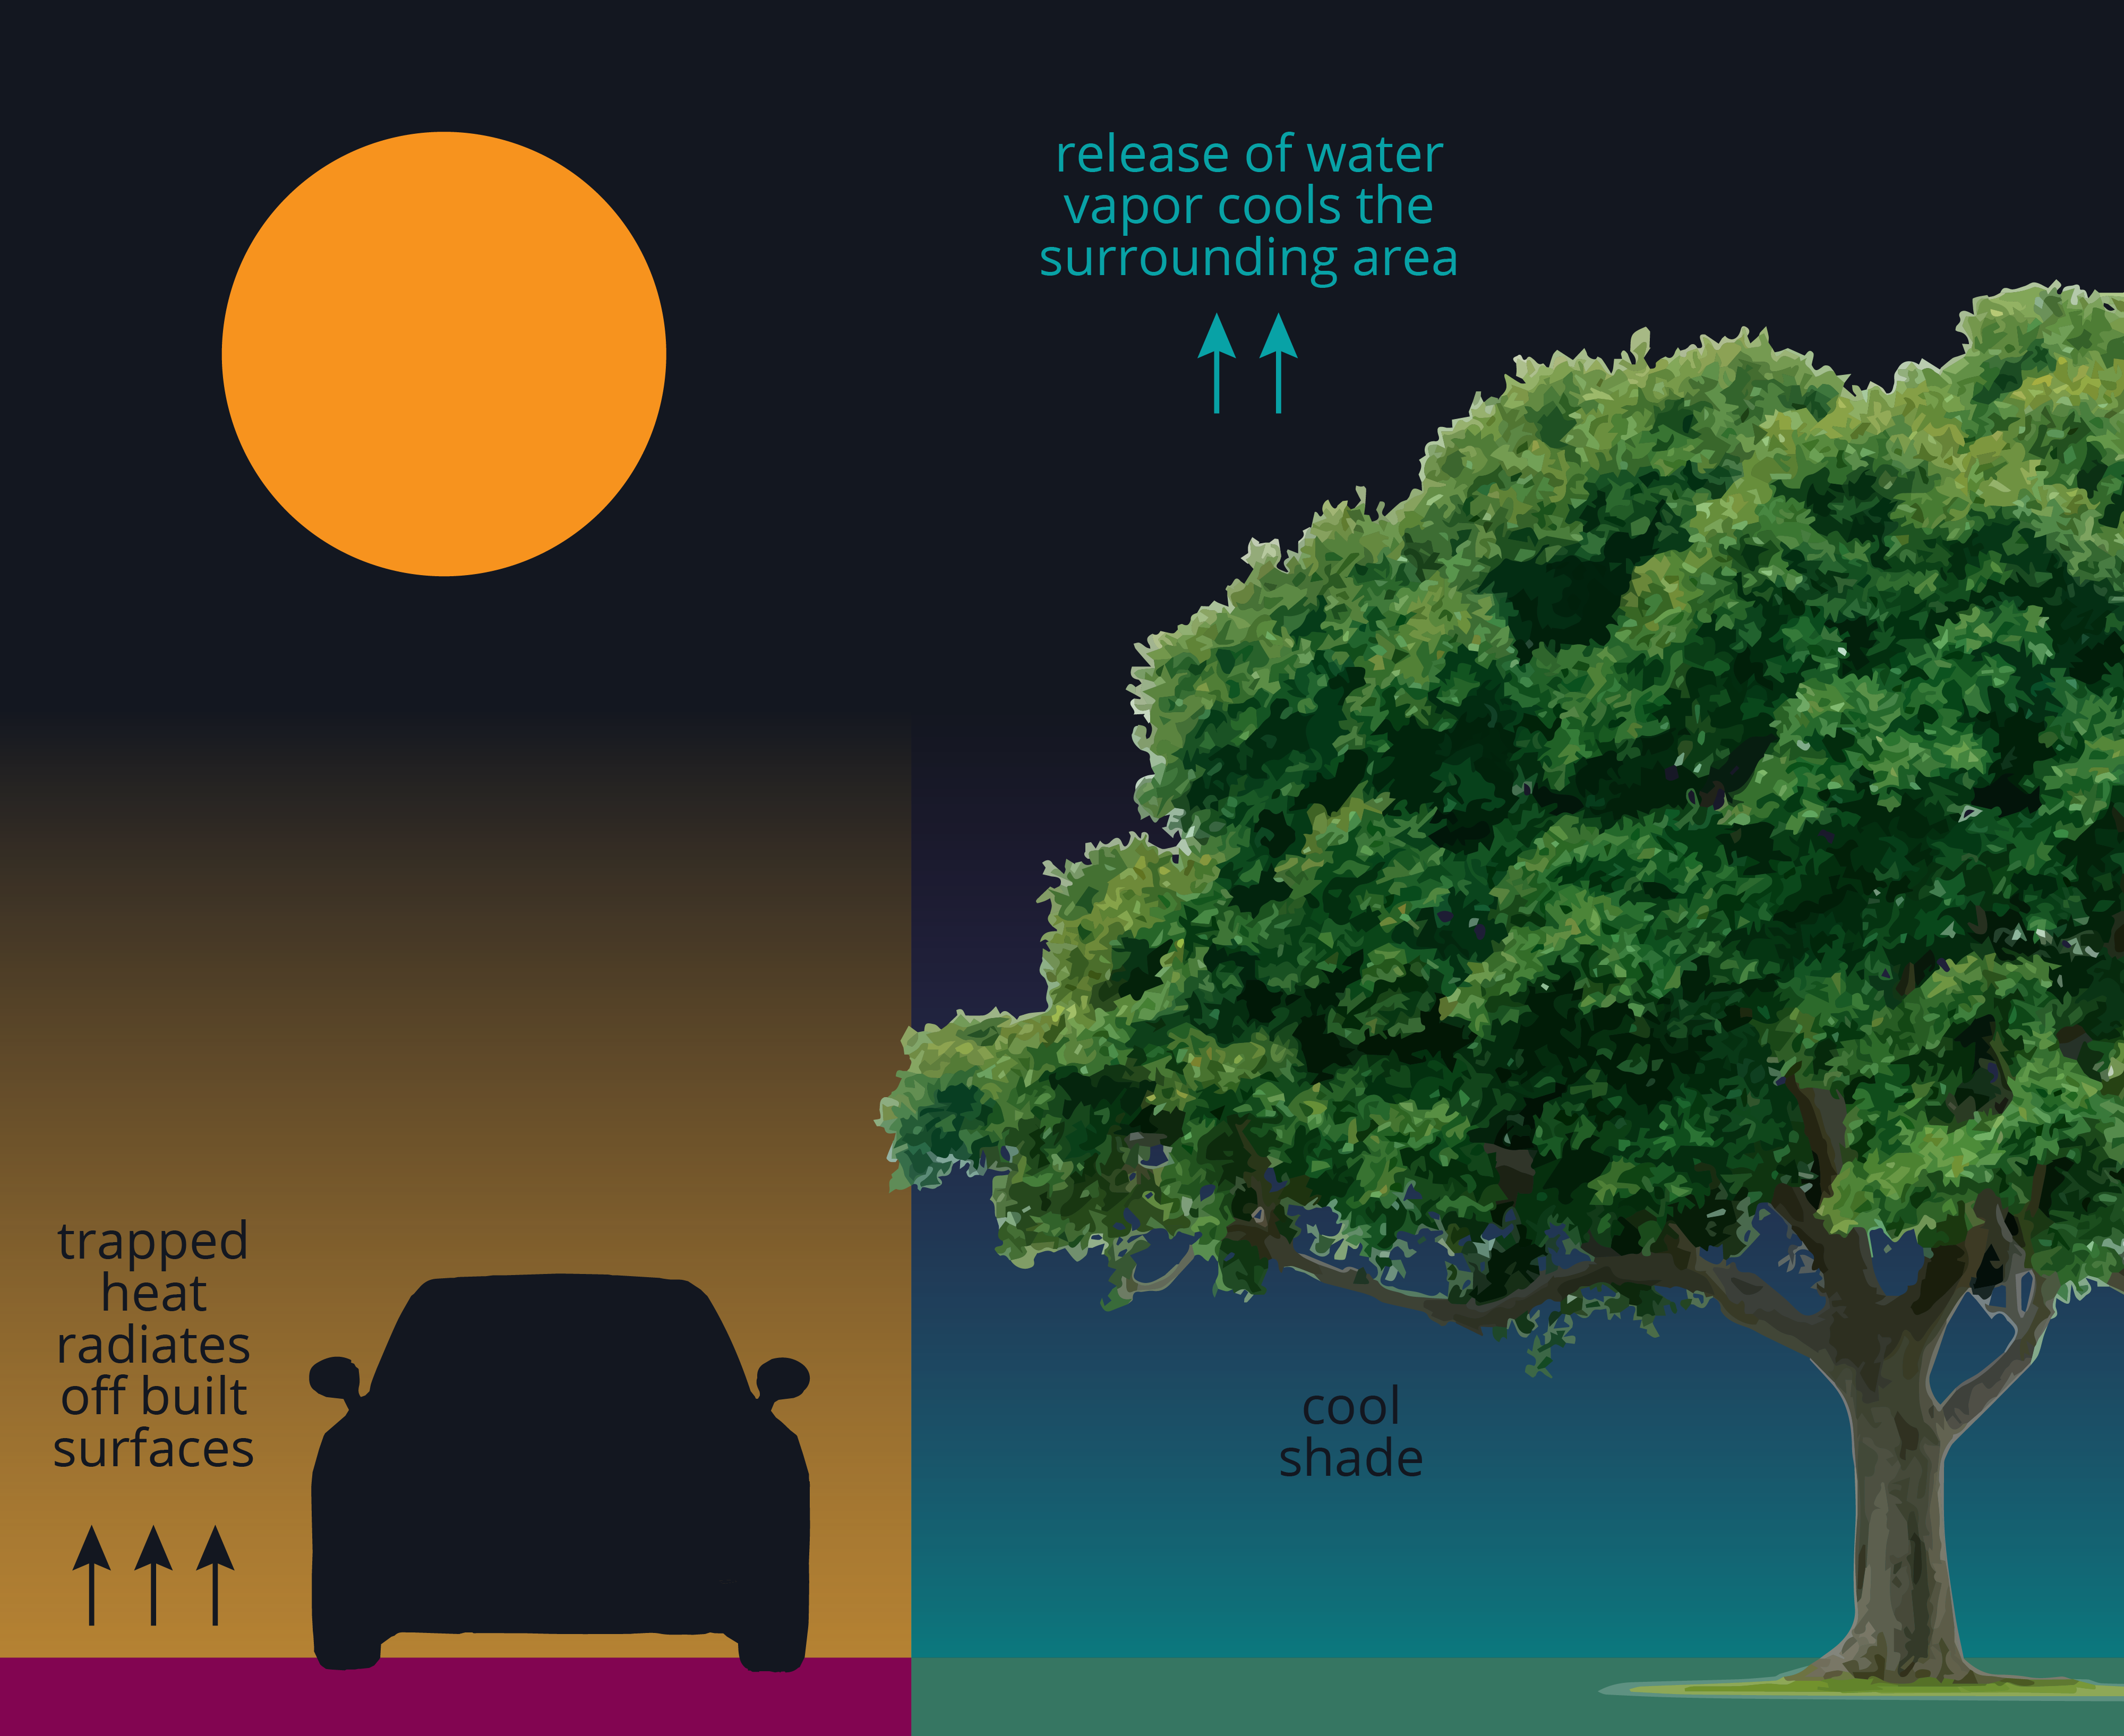 release of water
vapor cools the
surrounding area
trapped
heat
radiates
off built
surfaces
cool
shade